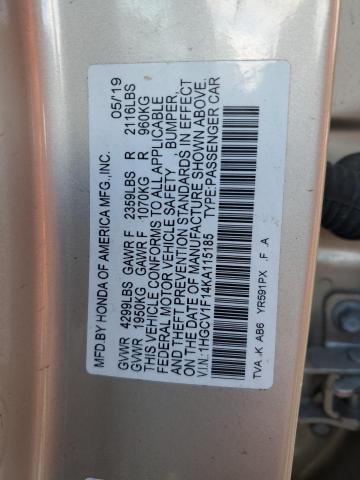 MFD BY HONDA OF AMERICA MFG.,INC. 05/'19
GVWR 4299LBS GAWR F 2359LBS R 2116LBS
GVWR 1950KG GAWR F 1070KG R 960KG
THIS VEHICLE CONFORMS TO ALL APPLICABLE
FEDERAL MOTOR VEHICLE SAFETY , BUMPER,
AND THEFT PREVENTION STANDARDS IN EFFECT
ON THE DATE OF MANUFACTURE SHOWN ABOVE.
V.I.N.:1HGCV1F14KA115185 TYPE:PASSENGER CAR
TVA .K AB6 YR591PX .F .A